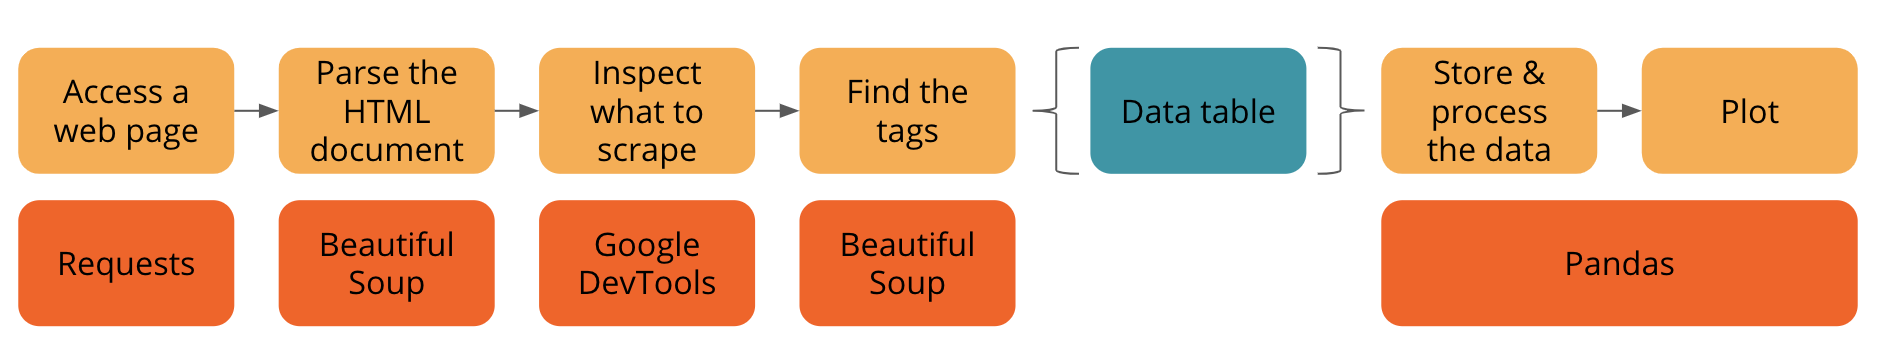 Access a
web page
Parse the
HTML
document
Inspect
what to
scrape
Find the
tags
Data table
Store &
process
the data
Plot
Requests
Beautiful
Soup
Google
DevTools
Beautiful
Soup
Pandas